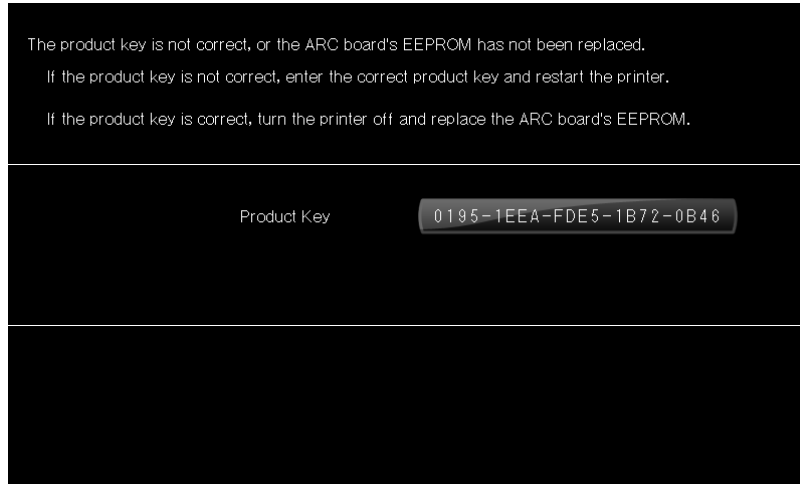 The product key is not correct, or the ARC board's EEPROM has not been replaced.
If the product key is not correct, enter the correct product key and restart the printer.
If the product key is correct, turn the printer off and replace the ARC board's EEPROM.
Product Key 0195-1EEA-FDE5-1B72-0B46